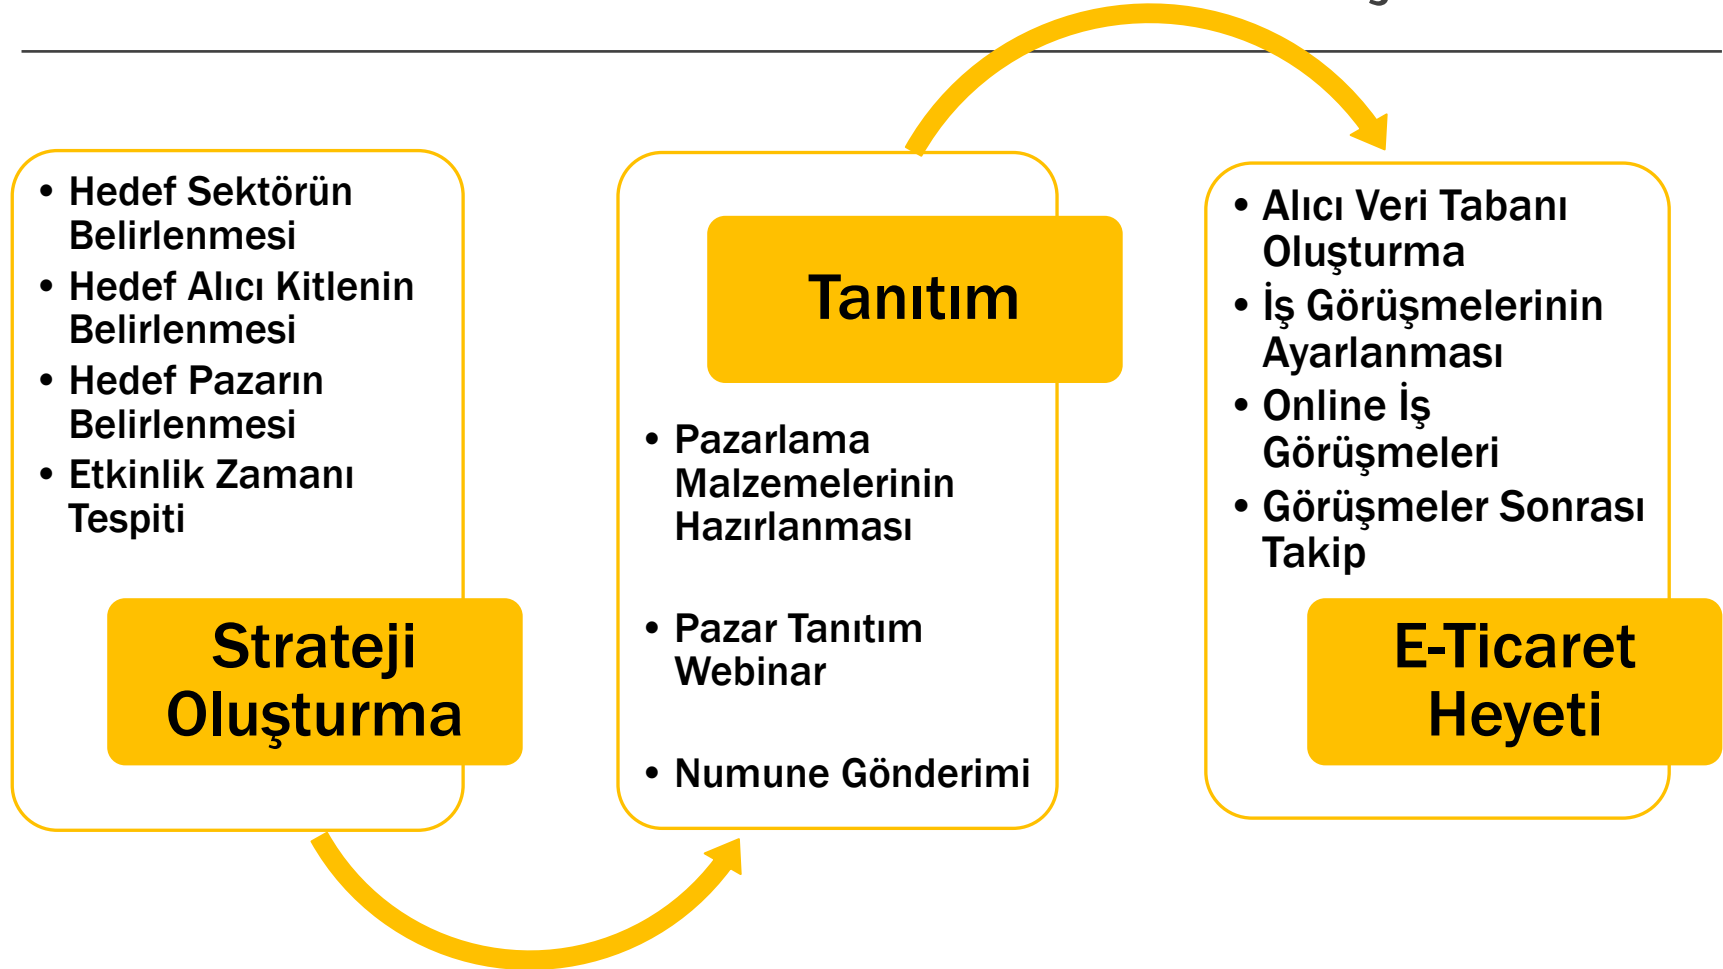 • Hedef Sektörün
Belirlenmesi
• Hedef Alıcı Kitlenin
Belirlenmesi
• Hedef Pazarın
Belirlenmesi
• Etkinlik Zamanı
Tespiti
Strateji
Oluşturma
Tanıtım
• Pazarlama
Malzemelerinin
Hazırlanması
• Pazar Tanıtım
Webinar
• Numune Gönderimi
• Alıcı Veri Tabanı
Oluşturma
• İş Görüşmelerinin
Ayarlanması
• Online İş
Görüşmeleri
• Görüşmeler Sonrası
Takip
E-Ticaret
Heyeti